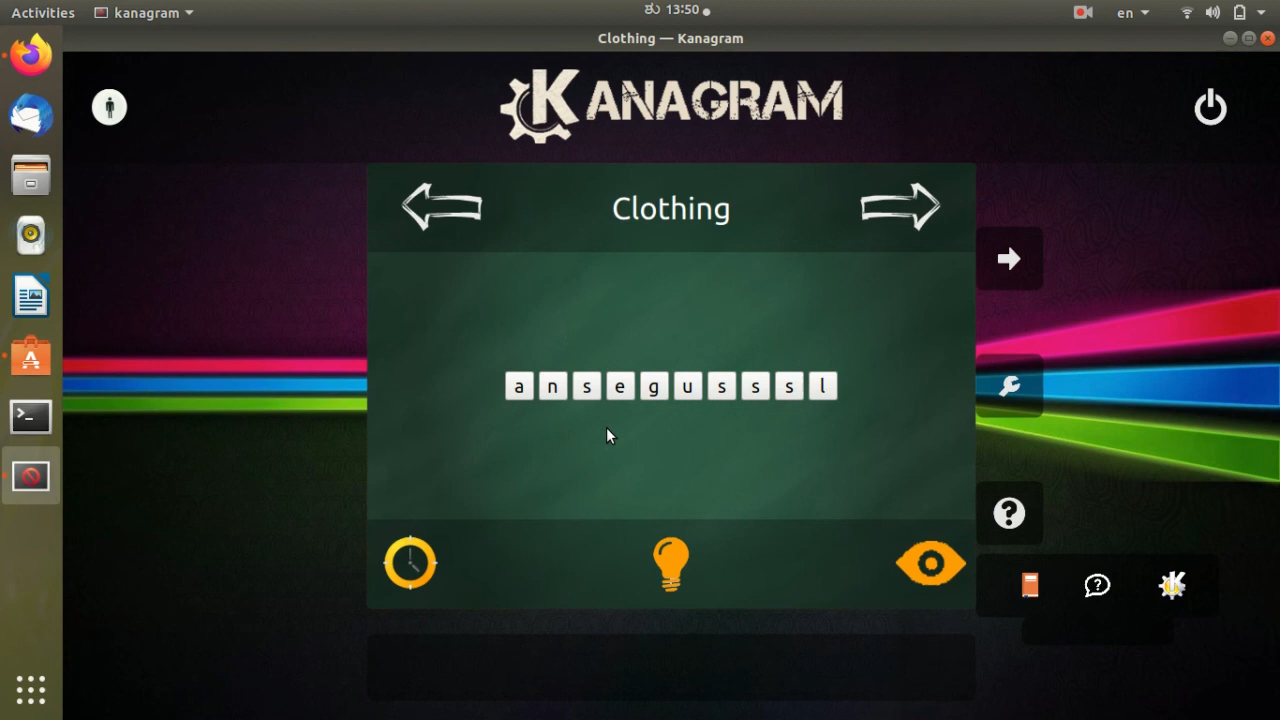 Activities kanagram ಶು 13:50 en
Clothing — Kanagram
KANAGRAM
Clothing
a n s e g u s s s l